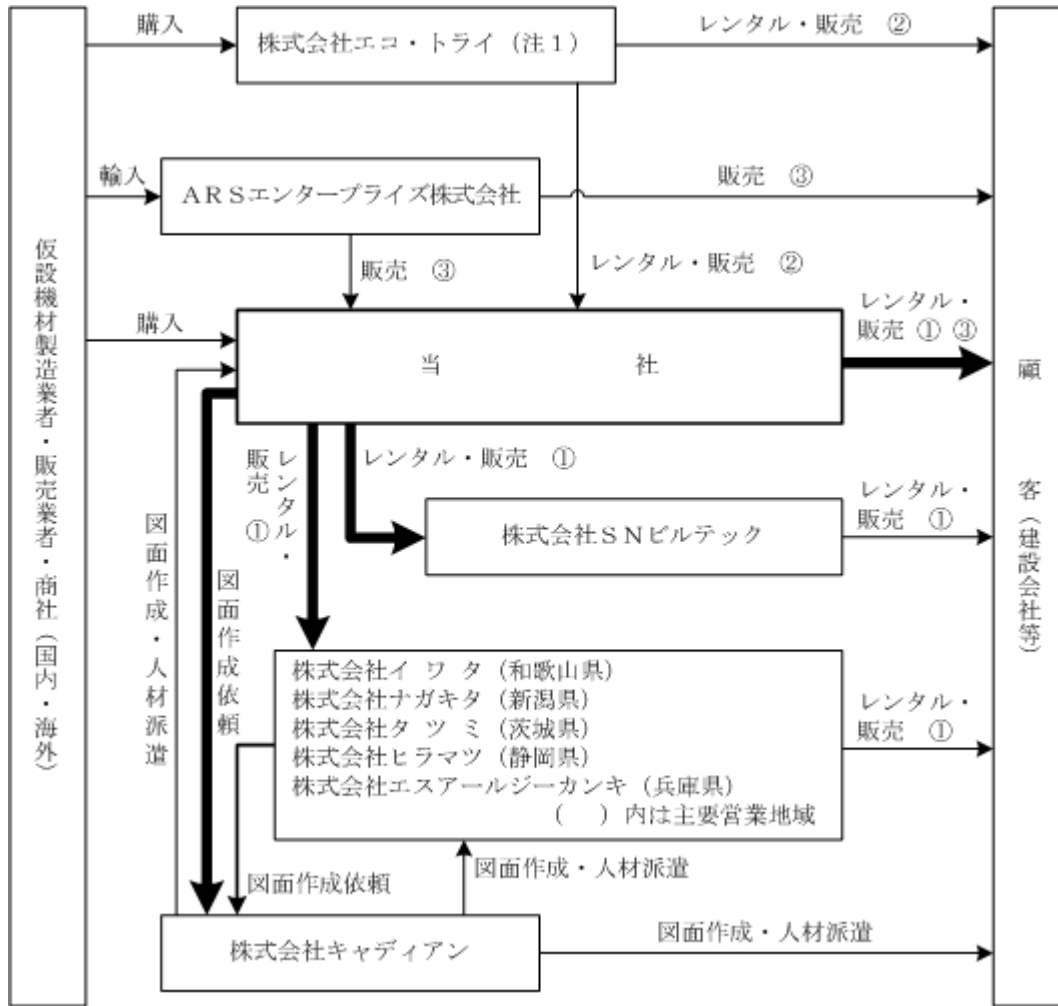 購入
株式会社エコ・トライ（注１）
レンタル・販売　②
輸入
ＡＲＳエンタープライズ株式会社
販売　③
販売　③
レンタル・販売　②
仮設機材製造業者・販売業者・商社（国内・海外）
購入
当　社
レンタル・
販売 ① ③
顧　客（建設会社等）
レンタル・
販売 ①
レンタル・販売　①
株式会社ＳＮビルテック
レンタル・
販売　①
図面作成・人材派遣
図面作成依頼
株式会社イ ワ タ（和歌山県）
株式会社ナガキタ（新潟県）
株式会社タ ツ ミ（茨城県）
株式会社ヒラマツ（静岡県）
株式会社エスアールジーカンキ（兵庫県）
（　）内は主要営業地域
レンタル・
販売　①
図面作成依頼
図面作成・人材派遣
株式会社キャディアン
図面作成・人材派遣